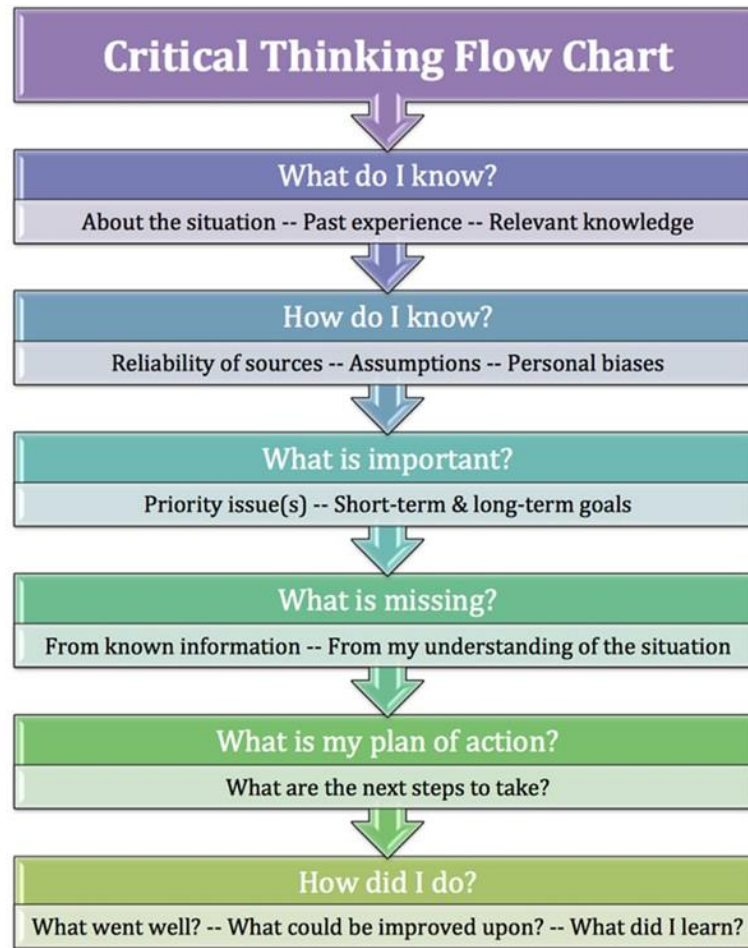 Critical Thinking Flow Chart
What do I know?
About the situation -- Past experience -- Relevant knowledge
How do I know?
Reliability of sources -- Assumptions -- Personal biases
What is important?
Priority issue(s) -- Short-term & long-term goals
What is missing?
From known information -- From my understanding of the situation
What is my plan of action?
What are the next steps to take?
How did I do?
What went well? -- What could be improved upon? -- What did I learn?